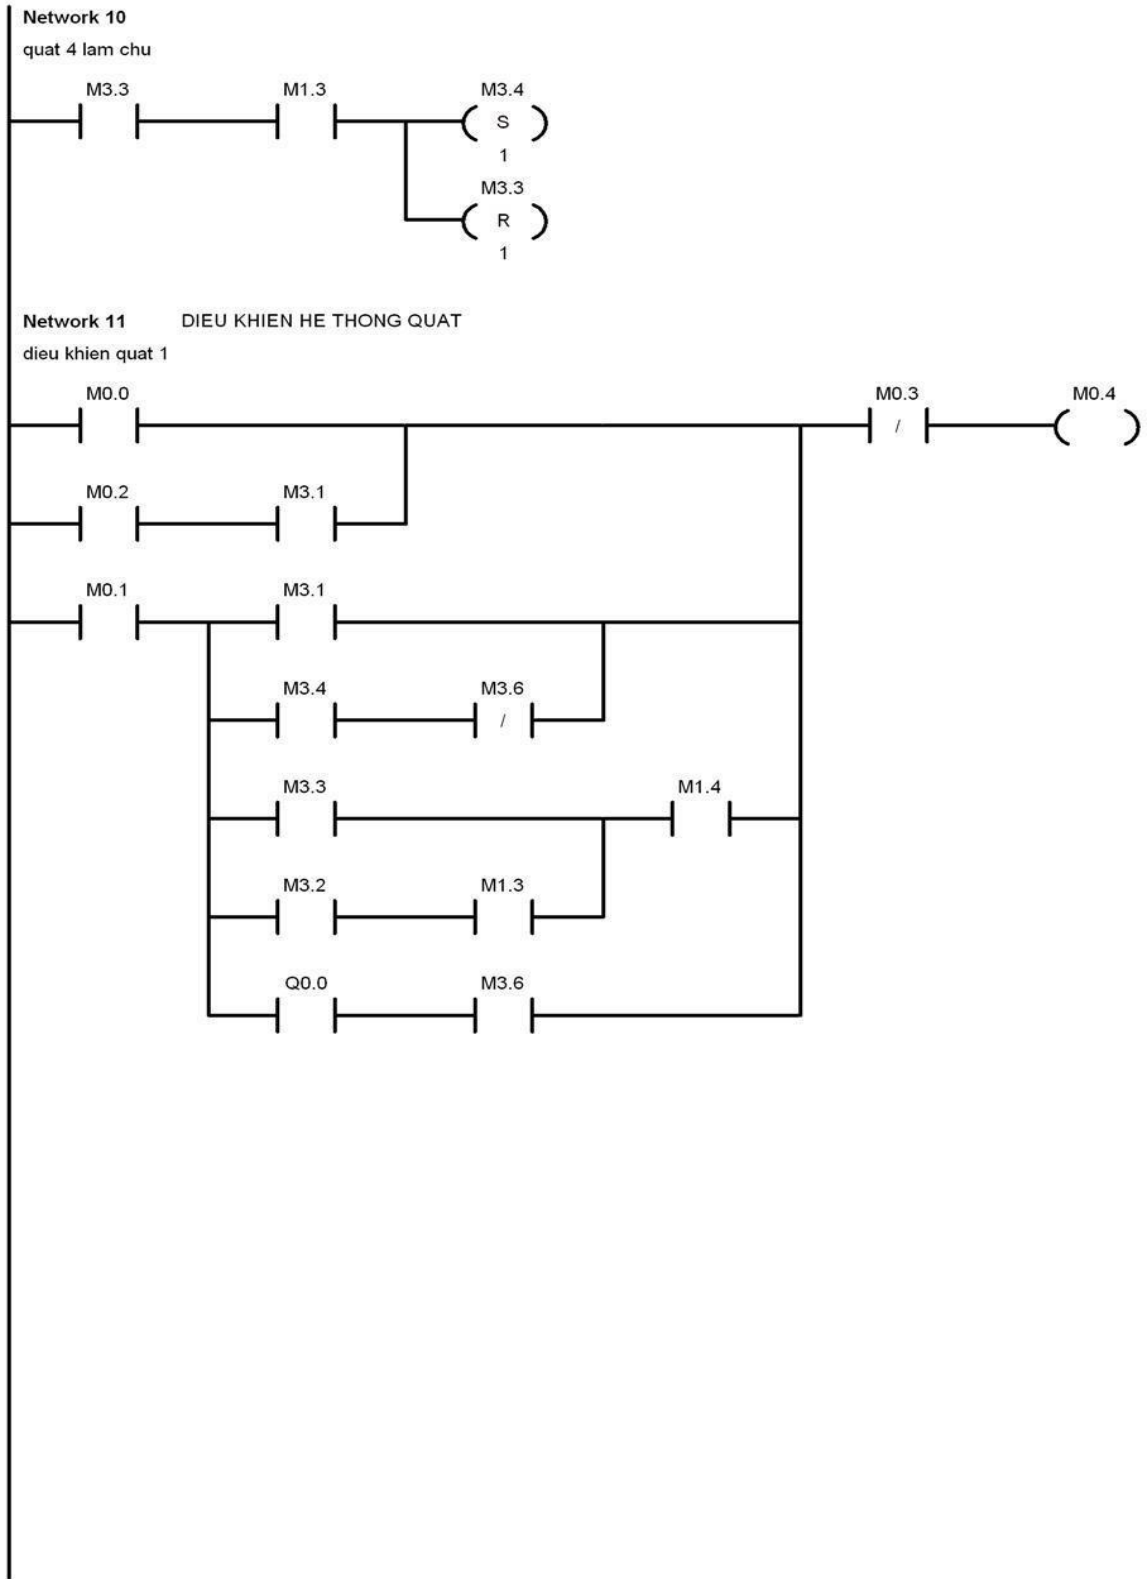 Network 10
quat 4 lam chu
M3.3 M1.3 M3.4
S
1
M3.3
R
1
Network 11 DIEU KHIEN HE THONG QUAT
dieu khien quat 1
M0.0 M0.3 M0.4
/
M0.2 M3.1
M0.1 M3.1
M3.4 M3.6
/
M3.3 M1.4
M3.2 M1.3
Q0.0 M3.6